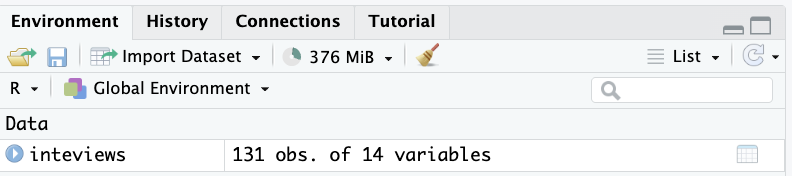 Environment History Connections Tutorial
Import Dataset 376 MiB List
R Global Environment
Data
inteviews 131 obs. of 14 variables